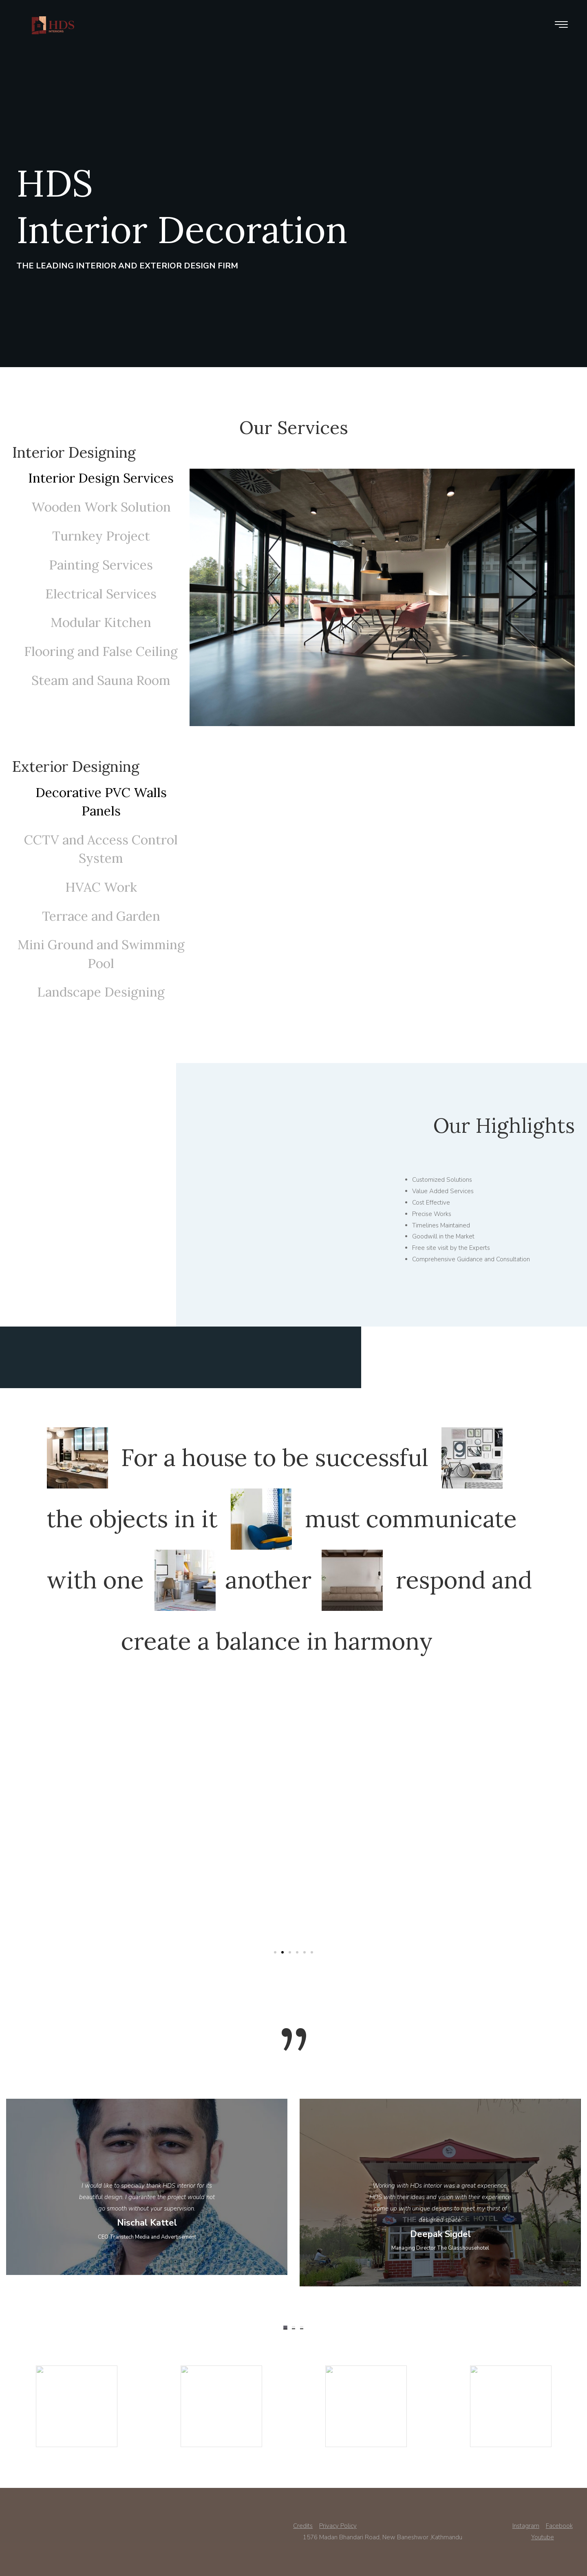 HDS
HDS
Interior Decoration
THE LEADING INTERIOR AND EXTERIOR DESIGN FIRM
Our Services
Interior Designing
Interior Design Services
Wooden Work Solution
Turnkey Project
Painting Services
Electrical Services
Modular Kitchen
Flooring and False Ceiling
Steam and Sauna Room
Exterior Designing
Decorative PVC Walls
Panels
CCTV and Access Control
System
HVAC Work
Terrace and Garden
Mini Ground and Swimming
Pool
Landscape Designing
Our Highlights
Customized Solutions
Value Added Services
Cost Effective
Precise Works
Timelines Maintained
Goodwill in the Market
Free site visit by the Experts
Comprehensive Guidance and Consultation
For a house to be successful
the objects in it must communicate
with one another respond and
create a balance in harmony
”
I would like to specially thank HDS interior for its
beautiful design. I guarantee the project would not
go smooth without your supervision.
Nischal Kattel
CEO Transtech Media and Advertisement
Working with HDs interior was a great experience,
HDS with their ideas and vision with their experience
come up with unique designs to meet my thirst of
designed space
Deepak Sigdel
Managing Director The Glasshousehotel
Credits Privacy Policy
1576 Madan Bhandari Road, New Baneshwor, Kathmandu
Instagram Facebook
Youtube